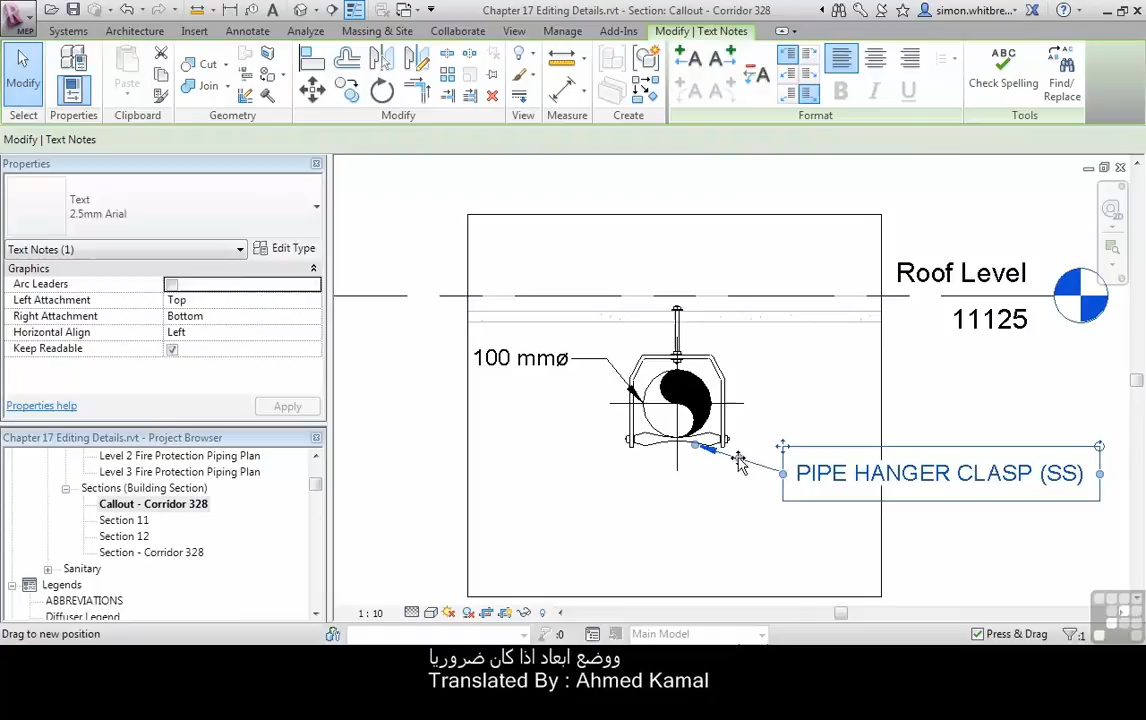 MEP
Chapter 17 Editing Details.rvt - Section: Callout - Corridor 328
simon.whitbre...
Systems Architecture Insert Annotate Analyze Massing & Site Collaborate View Manage Add-Ins Modify | Text Notes
Modify Paste Cut Join Check Spelling Find/ Replace
Select Properties Clipboard Geometry Modify View Measure Create Format Tools
Modify | Text Notes
Properties
Text
2.5mm Arial
Text Notes (1) Edit Type
Graphics
Arc Leaders
Left Attachment Top
Right Attachment Bottom
Horizontal Align Left
Keep Readable
Properties help Apply
Chapter 17 Editing Details.rvt - Project Browser
Level 2 Fire Protection Piping Plan
Level 3 Fire Protection Piping Plan
Sections (Building Section)
Callout - Corridor 328
Section 11
Section 12
Section - Corridor 328
Sanitary
Legends
ABBREVIATIONS
Diffuser Legend
Roof Level
11125
100 mmø
PIPE HANGER CLASP (SS)
2D
1 : 10
Drag to new position :0 Main Model Press & Drag :1
ووضع ابعاد اذا كان ضروريا
Translated By : Ahmed Kamal